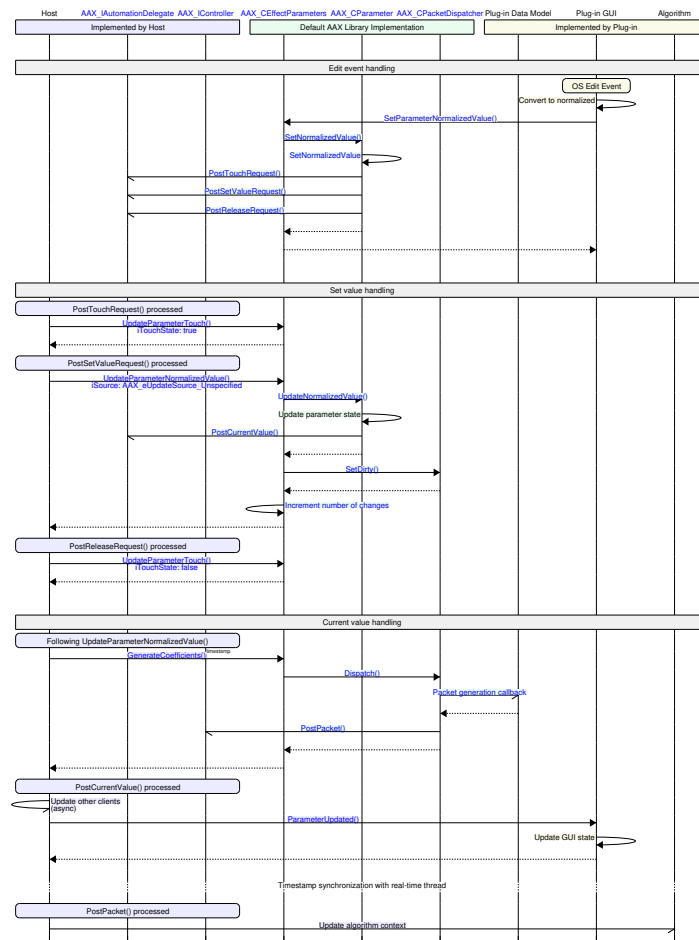 Host AAX_IAutomationDelegate AAX_IController AAX_CEffectParameters AAX_CParameter AAX_CPacketDispatcher Plug-in Data Model Plug-in GUI Algorithm
Implemented by Host Default AAX Library Implementation Implemented by Plug-in
Edit event handling
OS Edit Event
Convert to normalized
SetParameterNormalizedValue()
SetNormalizedValue()
SetNormalizedValue
PostTouchRequest()
PostSetValueRequest()
PostReleaseRequest()
Set value handling
PostTouchRequest() processed
UpdateParameterTouch()
iTouchState: true
PostSetValueRequest() processed
UpdateParameterNormalizedValue()
iSource: AAX_eUpdateSource_Unspecified
UpdateNormalizedValue()
Update parameter state
PostCurrentValue()
SetDirty()
Increment number of changes
PostReleaseRequest() processed
UpdateParameterTouch()
iTouchState: false
Current value handling
Following UpdateParameterNormalizedValue()
GenerateCoefficients() timestamp
Dispatch()
Packet generation callback
PostPacket()
PostCurrentValue() processed
Update other clients
(async)
ParameterUpdated()
Update GUI state
Timestamp synchronization with real-time thread
PostPacket() processed
Update algorithm context